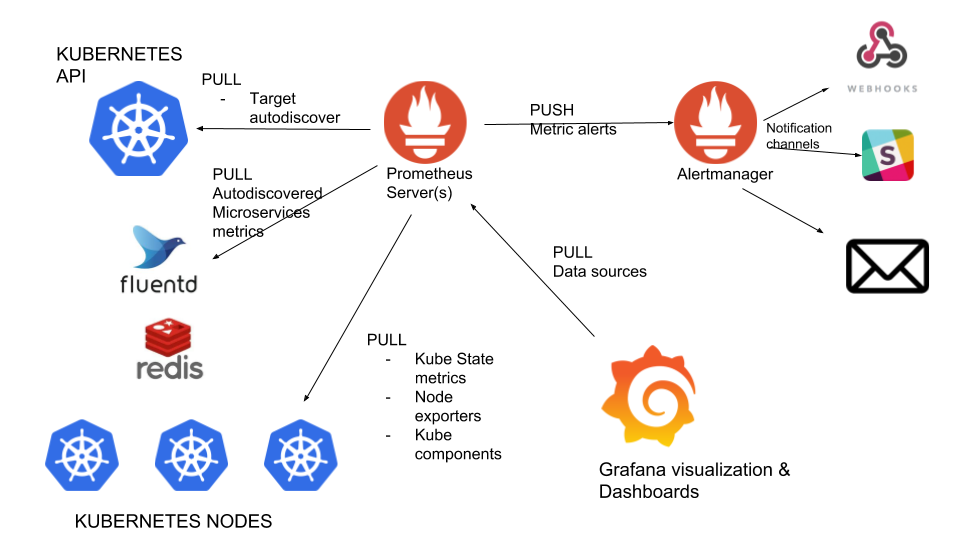 KUBERNETES
API
PULL
- Target
autodiscover
PUSH
Metric alerts
WEBHOOKS
Notification
channels
S
Prometheus
Server(s)
Alertmanager
PULL
Autodiscovered
Microservices
metrics
fluentd
redis
PULL
Data sources
PULL
- Kube State
metrics
- Node
exporters
- Kube
components
Grafana visualization &
Dashboards
KUBERNETES NODES